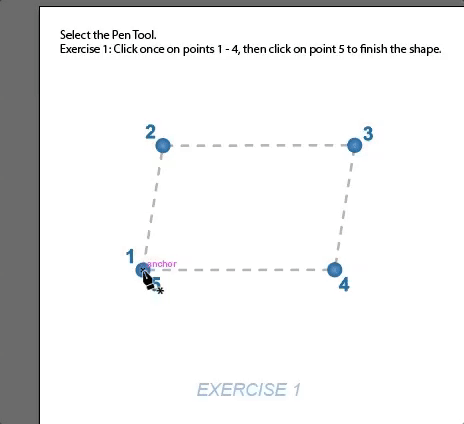 Select the Pen Tool.
Exercise 1: Click once on points 1 - 4, then click on point 5 to finish the shape.
2
3
1
anchor
5
4
EXERCISE 1